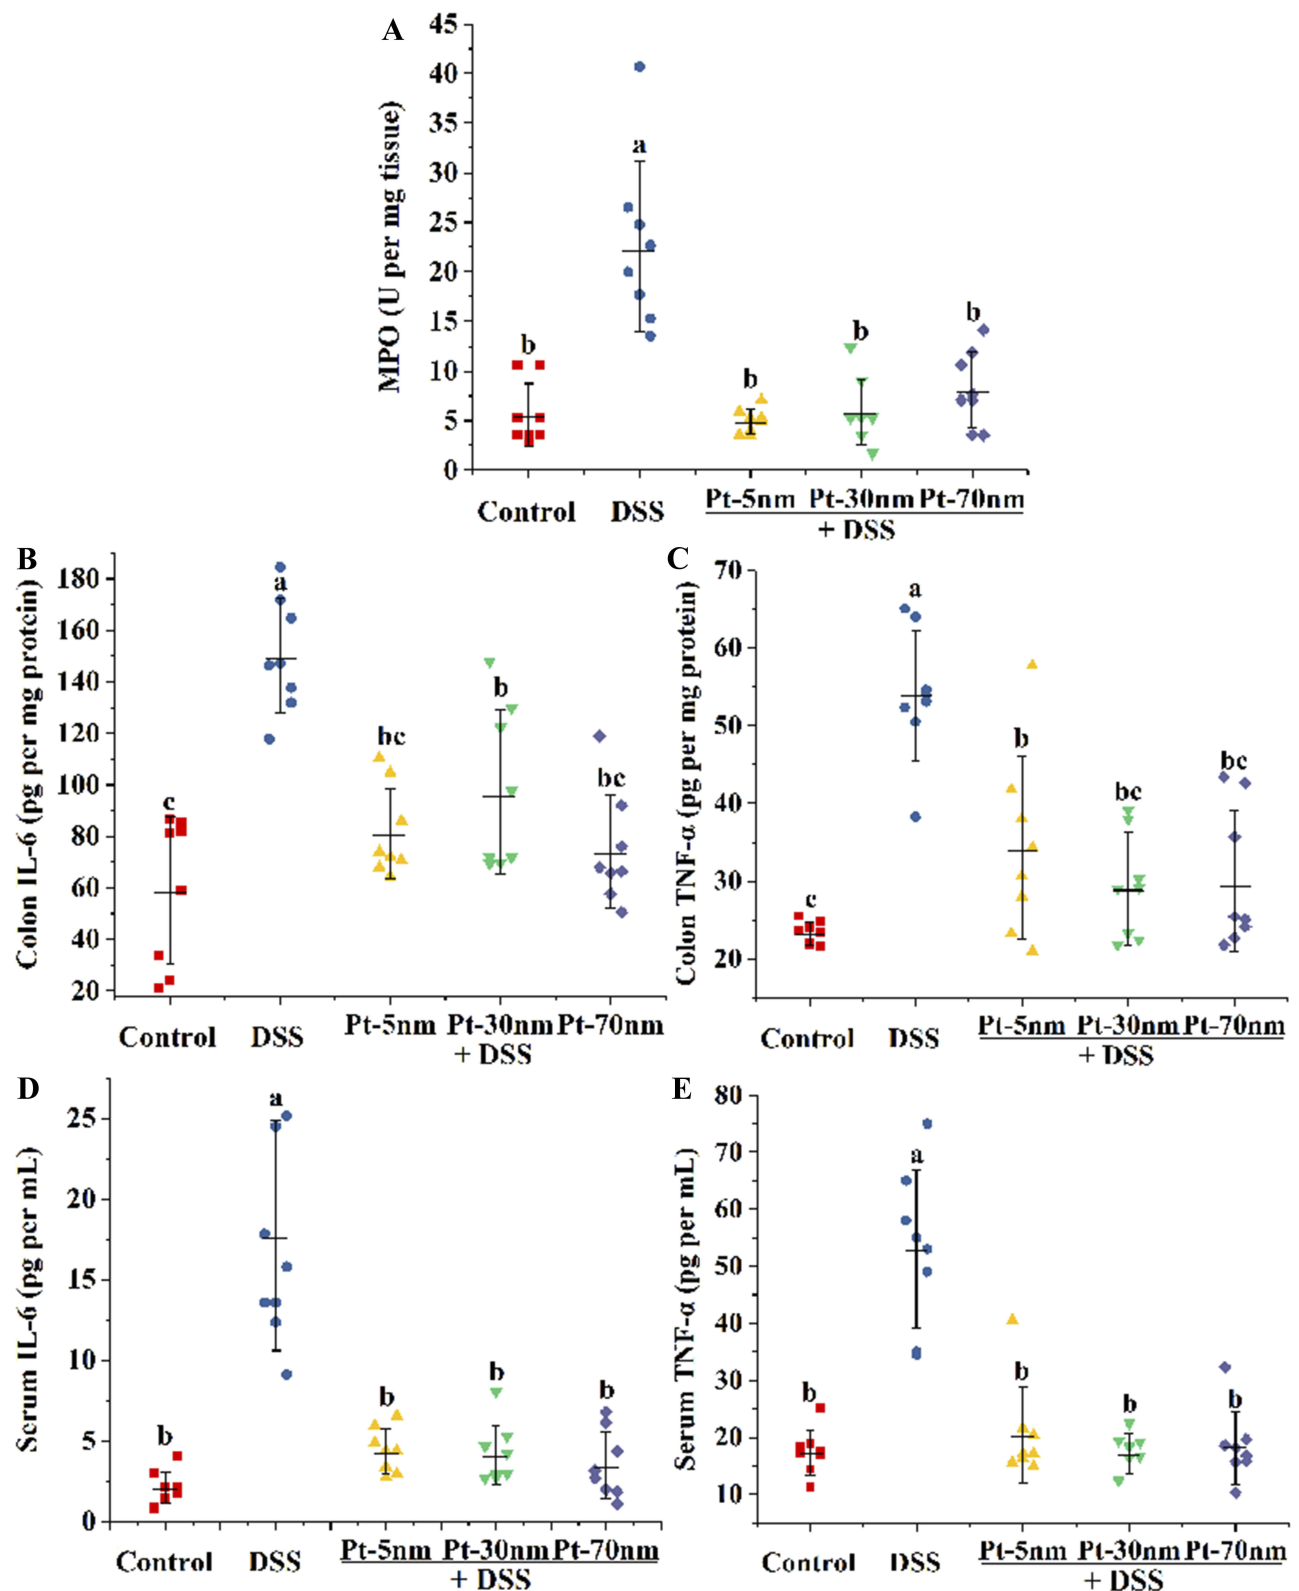 A
MPO (U per mg tissue)
45
40
35
30
25
20
15
10
5
0
b
a
b
b
b
Control
DSS
Pt-5nm Pt-30nm Pt-70nm
+ DSS
B
Colon IL-6 (pg per mg protein)
180
160
140
120
100
80
60
40
20
c
a
bc
b
bc
Control
DSS
Pt-5nm Pt-30nm Pt-70nm
+ DSS
C
Colon TNF-α (pg per mg protein)
70
60
50
40
30
20
c
a
b
bc
bc
Control
DSS
Pt-5nm Pt-30nm Pt-70nm
+ DSS
D
Serum IL-6 (pg per mL)
25
20
15
10
5
0
b
a
b
b
b
Control
DSS
Pt-5nm Pt-30nm Pt-70nm
+ DSS
E
Serum TNF-α (pg per mL)
80
70
60
50
40
30
20
10
b
a
b
b
b
Control
DSS
Pt-5nm Pt-30nm Pt-70nm
+ DSS